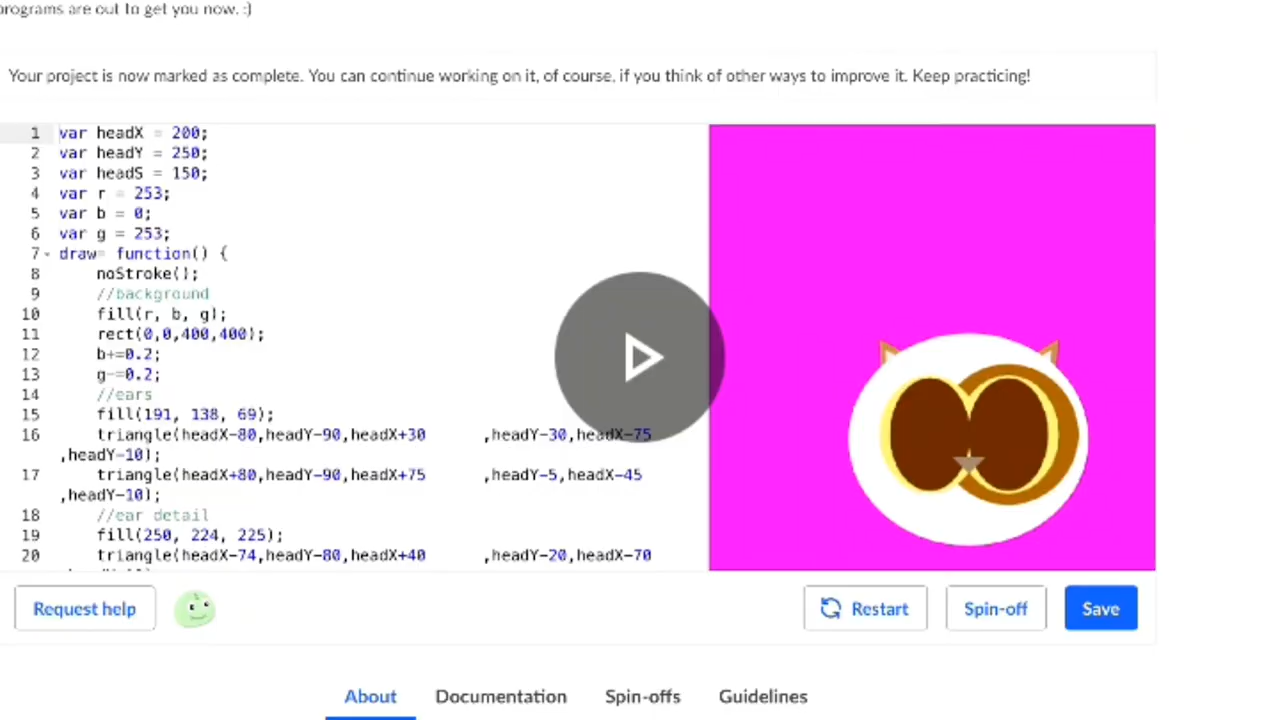 programs are out to get you now. :)
Your project is now marked as complete. You can continue working on it, of course, if you think of other ways to improve it. Keep practicing!
1 var headX = 200;
2 var headY = 250;
3 var headS = 150;
4 var r = 253;
5 var b = 0;
6 var g = 253;
7 draw= function() {
8 noStroke();
9 //background
10 fill(r, b, g);
11 rect(0,0,400,400);
12 b+=0.2;
13 g-=0.2;
14 //ears
15 fill(191, 138, 69);
16 triangle(headX-80,headY-90,headX+30 ,headY-30,headX-75
,headY-10);
17 triangle(headX+80,headY-90,headX+75 ,headY-5,headX-45
,headY-10);
18 //ear detail
19 fill(250, 224, 225);
20 triangle(headX-74,headY-80,headX+40 ,headY-20,headX-70
Request help
Restart
Spin-off
Save
About
Documentation
Spin-offs
Guidelines